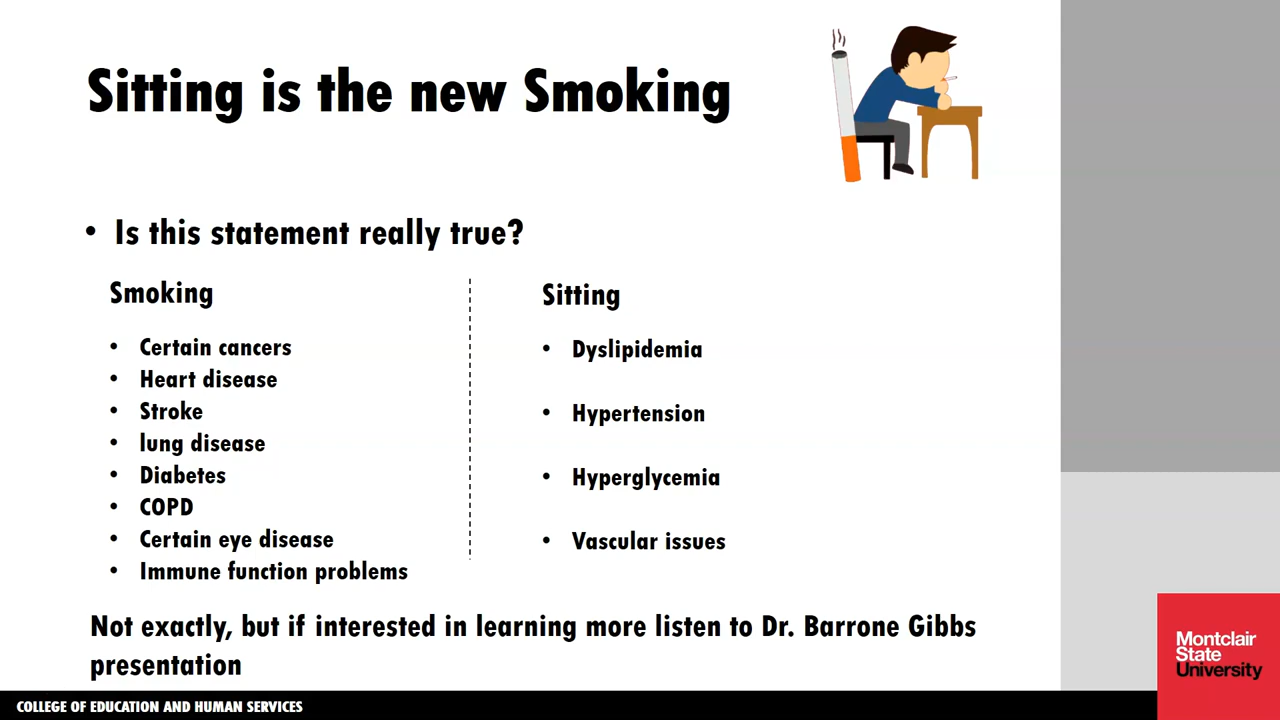 Sitting is the new Smoking
• Is this statement really true?
Smoking
• Certain cancers
• Heart disease
• Stroke
• lung disease
• Diabetes
• COPD
• Certain eye disease
• Immune function problems
Sitting
• Dyslipidemia
• Hypertension
• Hyperglycemia
• Vascular issues
Not exactly, but if interested in learning more listen to Dr. Barrone Gibbs
presentation
Montclair
State
University
COLLEGE OF EDUCATION AND HUMAN SERVICES